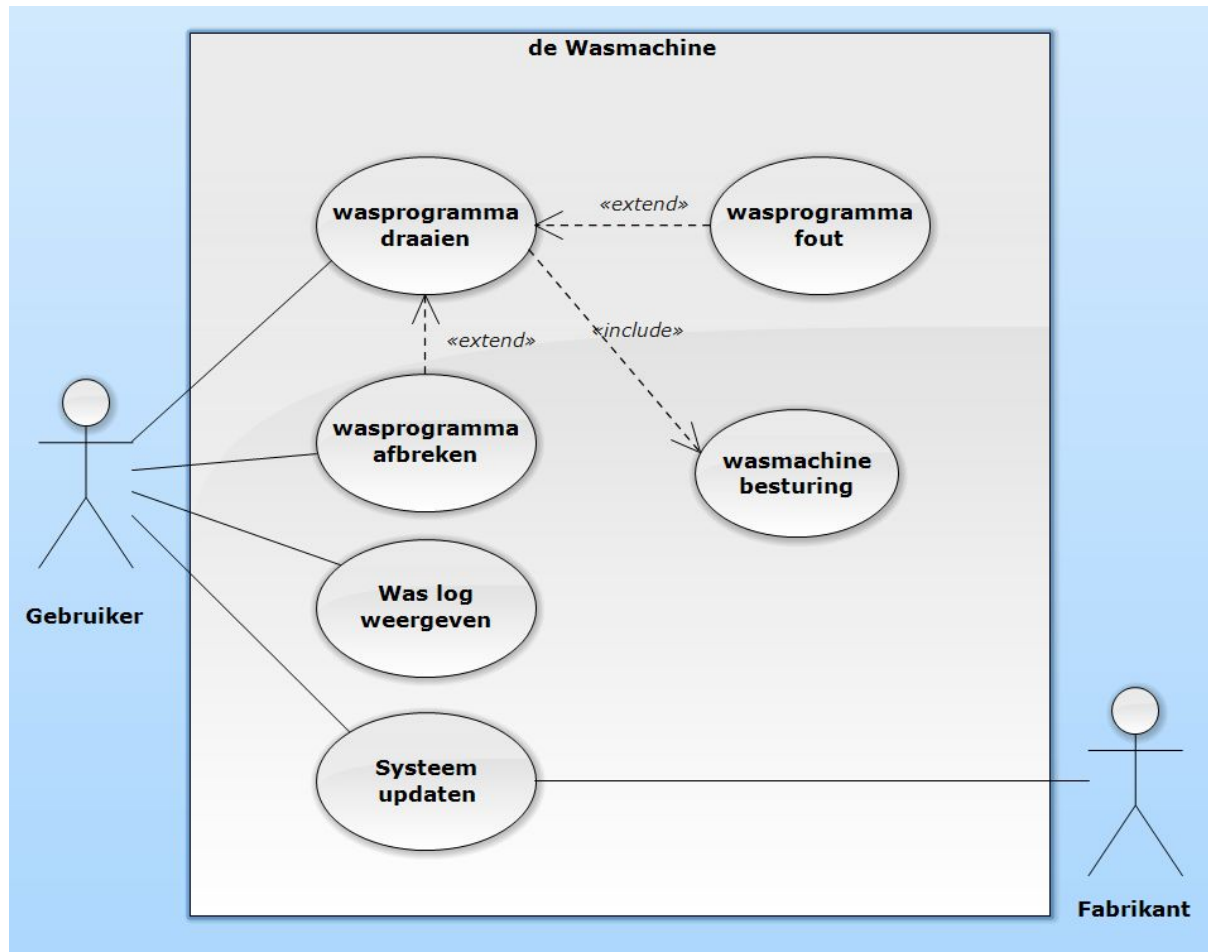 de Wasmachine
wasprogramma
draaien
«extend»
wasprogramma
fout
«extend»
«include»
wasprogramma
afbreken
wasmachine
besturing
Was log
weergeven
Gebruiker
Systeem
updaten
Fabrikant